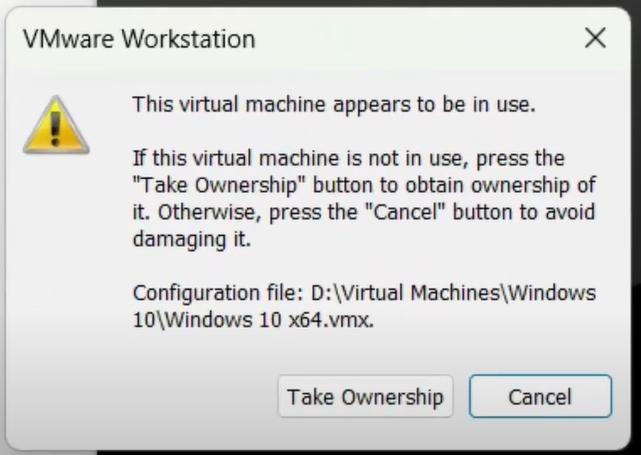 VMware Workstation
This virtual machine appears to be in use.
If this virtual machine is not in use, press the
"Take Ownership" button to obtain ownership of
it. Otherwise, press the "Cancel" button to avoid
damaging it.
Configuration file: D:\Virtual Machines\Windows
10\Windows 10 x64.vmx.
Take Ownership
Cancel